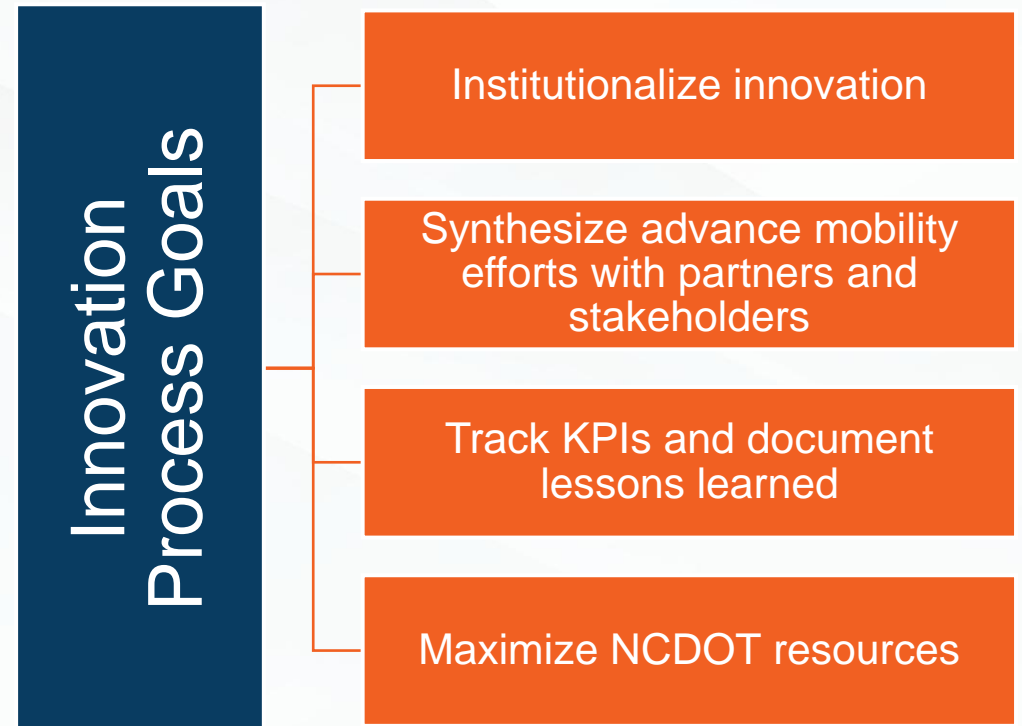 Innovation
Process Goals
Institutionalize innovation
Synthesize advance mobility
efforts with partners and
stakeholders
Track KPIs and document
lessons learned
Maximize NCDOT resources